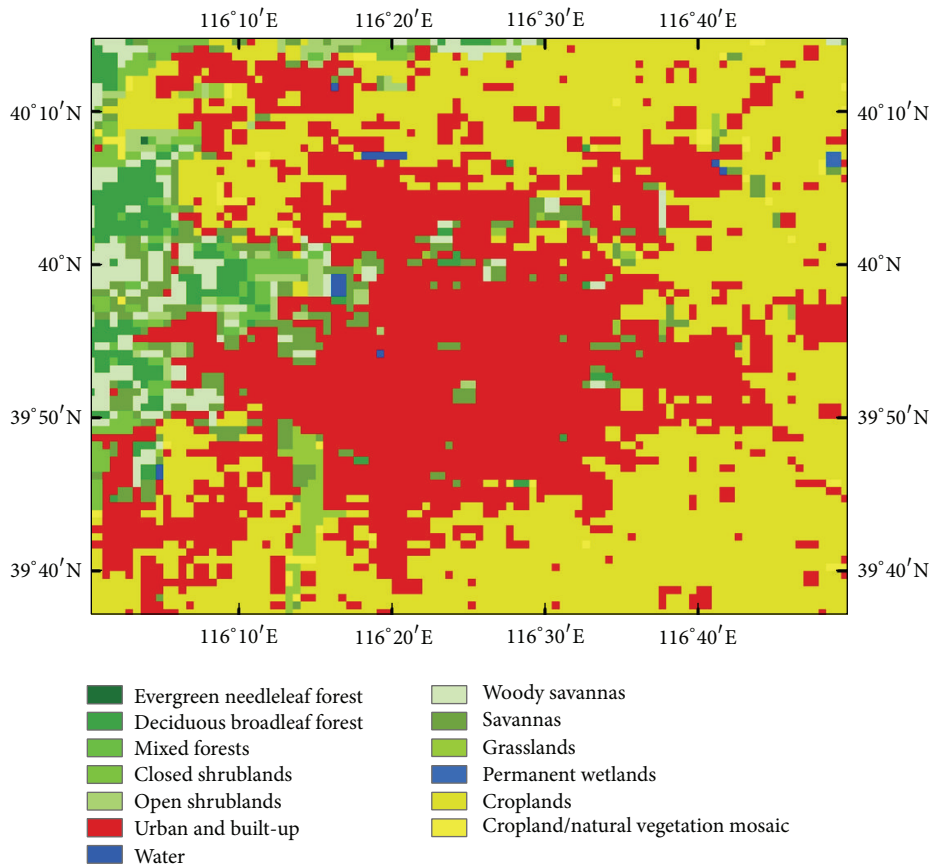 116°10′E 116°20′E 116°30′E 116°40′E
40°10′N 40°10′N
40°N 40°N
39°50′N 39°50′N
39°40′N 39°40′N
116°10′E 116°20′E 116°30′E 116°40′E
Evergreen needleleaf forest
Deciduous broadleaf forest
Mixed forests
Closed shrublands
Open shrublands
Urban and built-up
Water
Woody savannas
Savannas
Grasslands
Permanent wetlands
Croplands
Cropland/natural vegetation mosaic